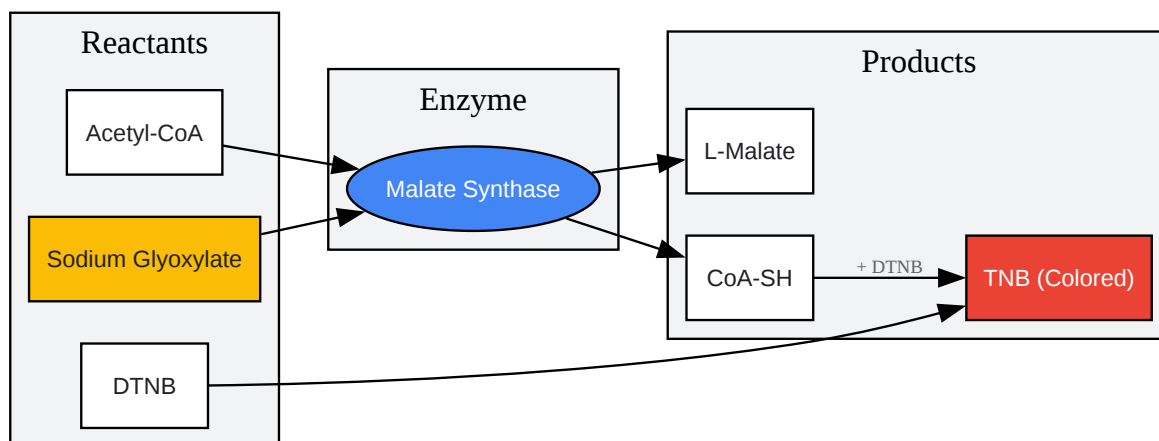 Reactants
Acetyl-CoA
Sodium Glyoxylate
DTNB
Enzyme
Malate Synthase
Products
L-Malate
CoA-SH
+ DTNB
TNB (Colored)